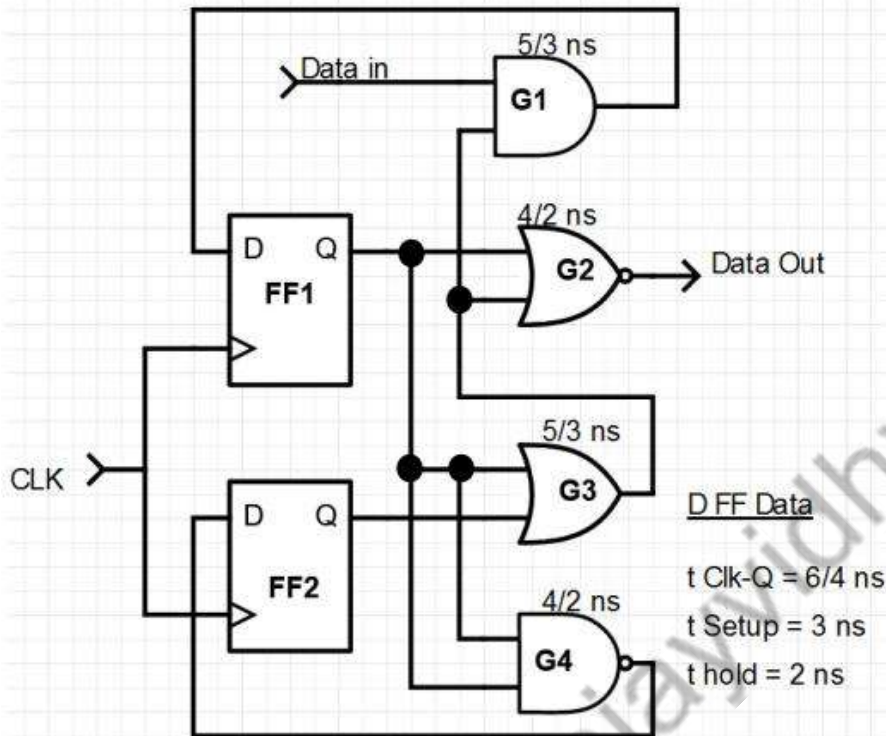 5/3 ns
Data in
G1
4/2 ns
D Q
G2
Data Out
FF1
5/3 ns
CLK
G3
D Q
D FF Data
FF2
4/2 ns
t Clk-Q = 6/4 ns
t Setup = 3 ns
G4
t hold = 2 ns